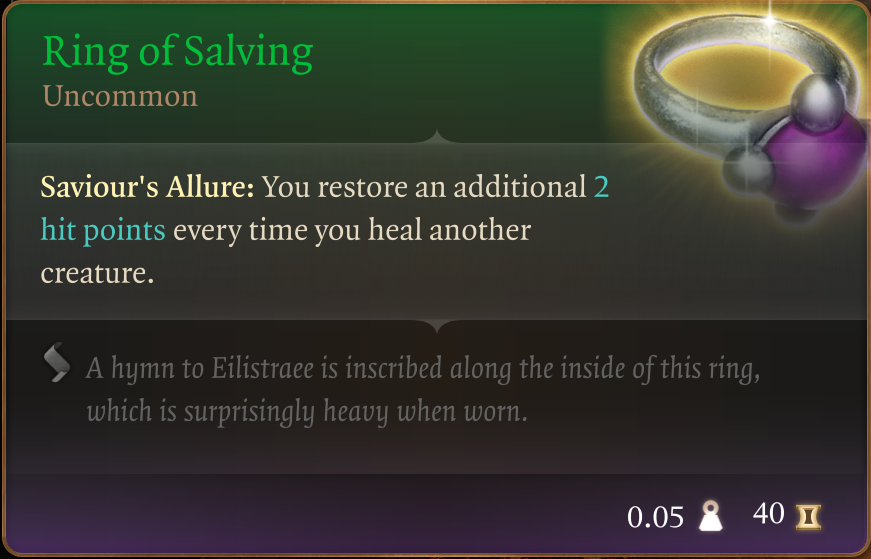 Ring of Salving
Uncommon
Saviour's Allure: You restore an additional 2
hit points every time you heal another
creature.
A hymn to Eilistraee is inscribed along the inside of this ring,
which is surprisingly heavy when worn.
0.05 40